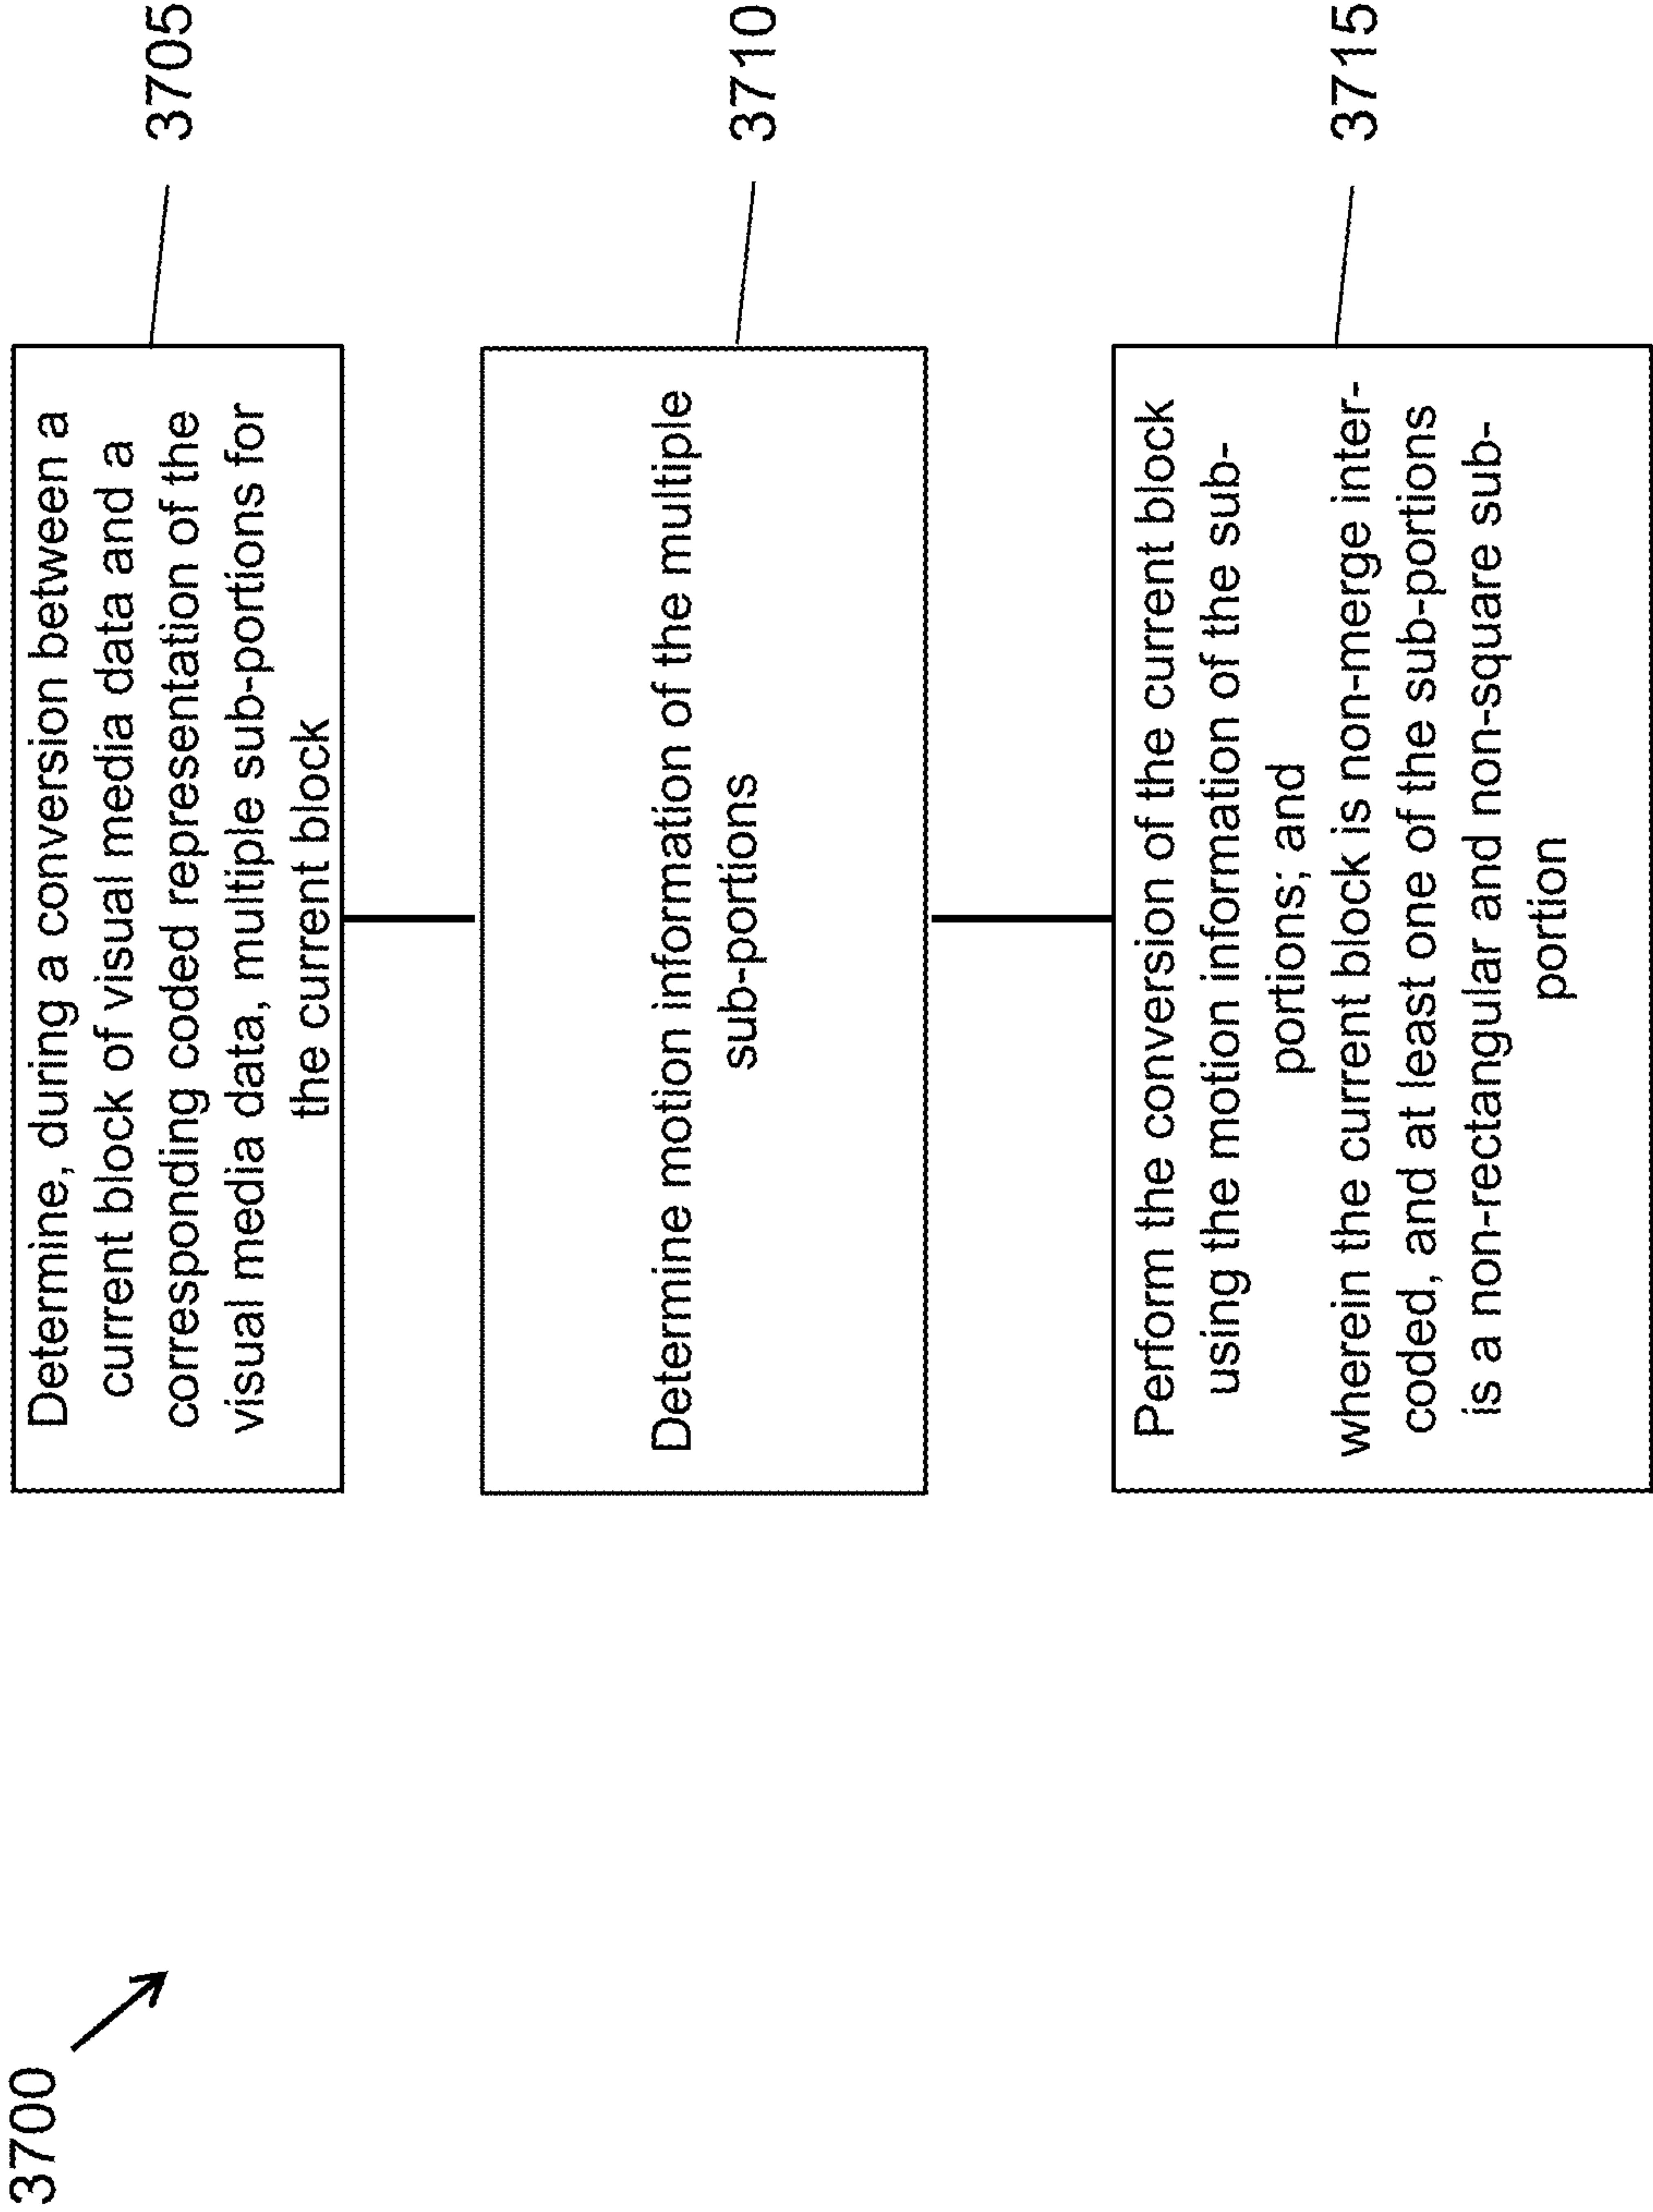 3700
Determine, during a conversion between a
current block of visual media data and a
corresponding coded representation of the
visual media data, multiple sub-portions for
the current block
3705
Determine motion information of the multiple
sub-portions
3710
Perform the conversion of the current block
using the motion information of the sub-
portions; and
wherein the current block is non-merge inter-
coded, and at least one of the sub-portions
is a non-rectangular and non-square sub-
portion
3715